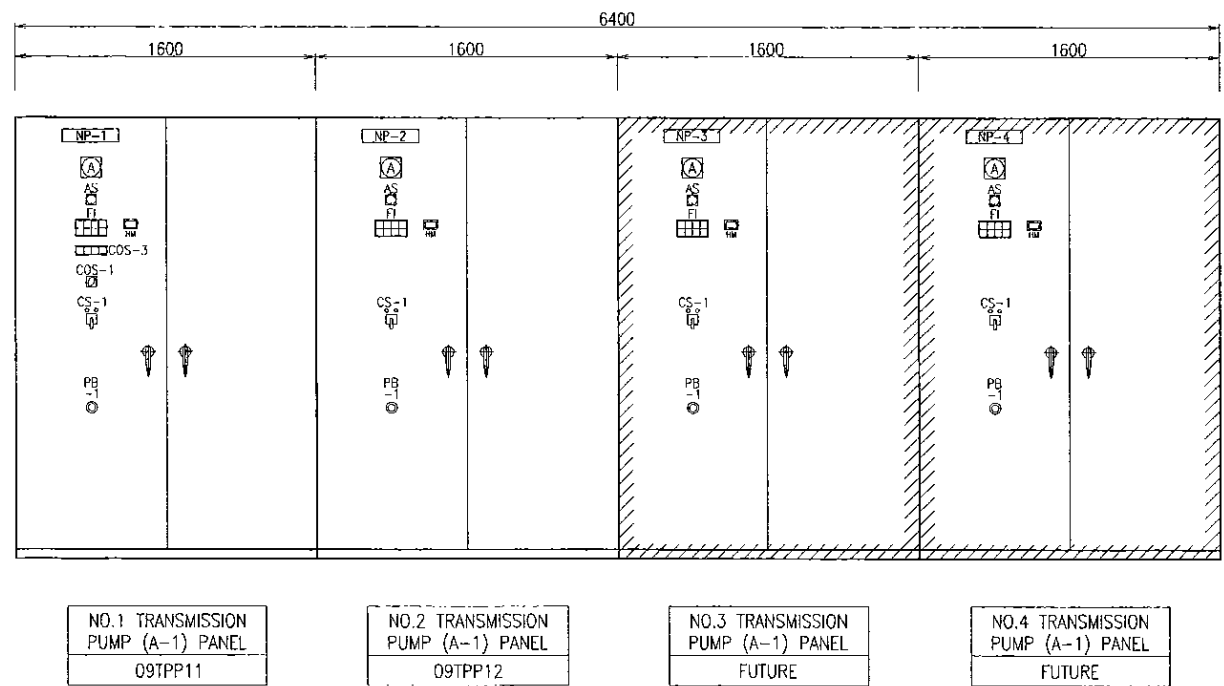 6400
1600 1600 1600 1600
NP-1 NP-2 NP-3 NP-4
A A A A
AS AS AS AS
FI FI FI FI
HM HM HM HM
COS-3
COS-1
CS-1 CS-1 CS-1 CS-1
PB PB PB PB
-1 -1 -1 -1
NO.1 TRANSMISSION
PUMP (A-1) PANEL
09TPP11
NO.2 TRANSMISSION
PUMP (A-1) PANEL
09TPP12
NO.3 TRANSMISSION
PUMP (A-1) PANEL
FUTURE
NO.4 TRANSMISSION
PUMP (A-1) PANEL
FUTURE